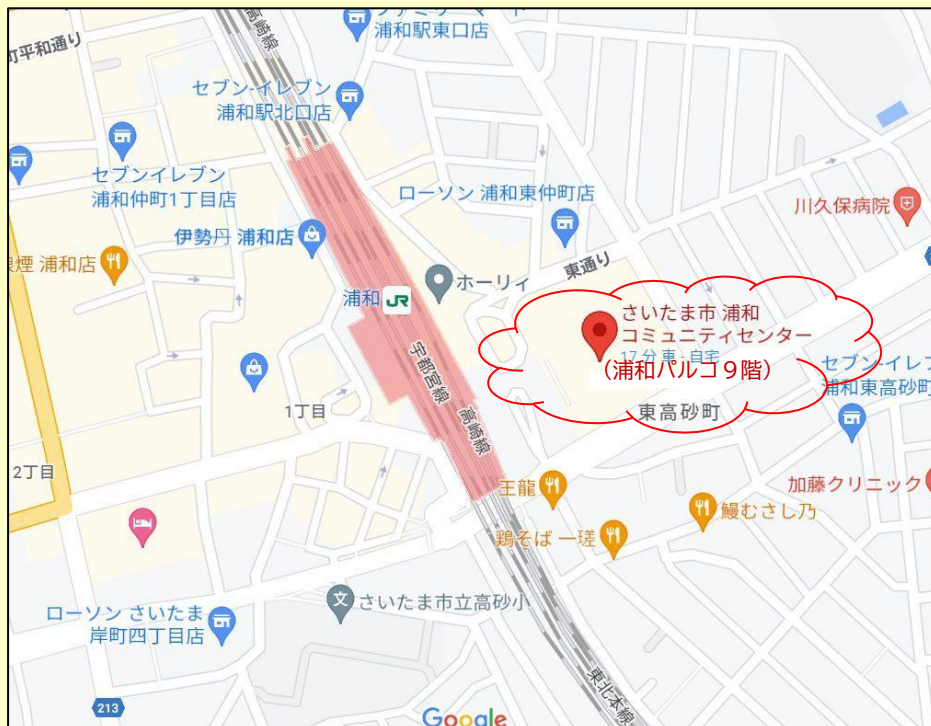 高崎線
町平和通り
浦和駅東口店
セブン-イレブン
浦和駅北口店
セブンイレブン
浦和仲町1丁目店
ローソン 浦和東仲町店
川久保病院
伊勢丹 浦和店
煙 浦和店
ホーリィ
東通り
浦和 JR
さいたま市 浦和
コミュニティセンター
17 分 車 - 自宅
(浦和パルコ９階)
宇都宮線
高崎線
セブン-イレブ
浦和東高砂町
1丁目
東高砂町
2丁目
王龍
加藤クリニック
鰻むさし乃
鶏そば 一瑳
ローソン さいたま
岸町四丁目店
文 さいたま市立高砂小
東北本線
213
Google